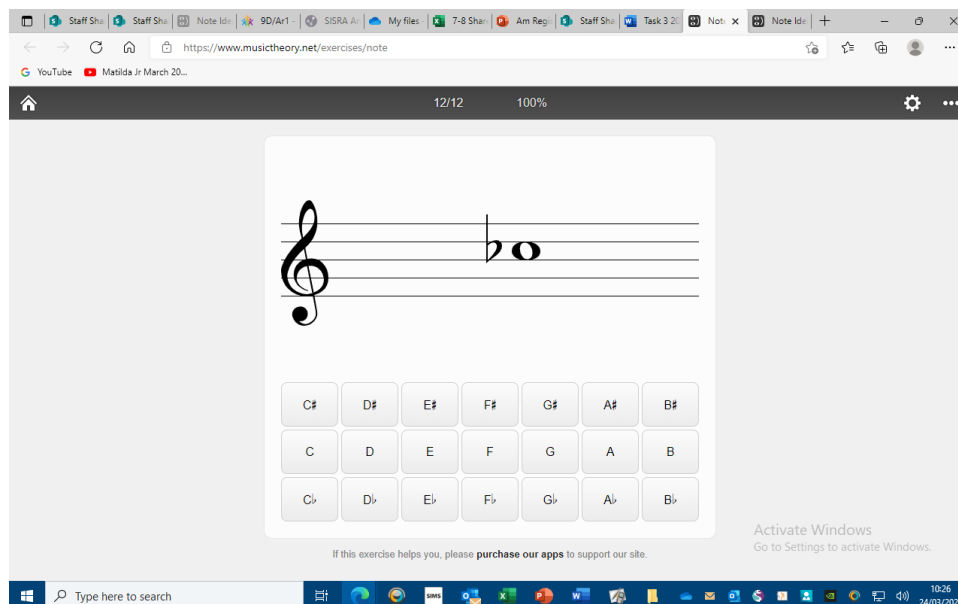 Staff Sha Staff Sha Note Ide 9D/Ar1 - SISRA An My files - 7-8 Share Am Regi Staff Sha Task 3 20 Note Note Ide
https://www.musictheory.net/exercises/note
YouTube Matilda Jr March 20...
12/12 100%
C♯ D♯ E♯ F♯ G♯ A♯ B♯
C D E F G A B
C♭ D♭ E♭ F♭ G♭ A♭ B♭
Activate Windows
Go to Settings to activate Windows.
If this exercise helps you, please purchase our apps to support our site.
Type here to search
SIMS
10:26
24/03/202